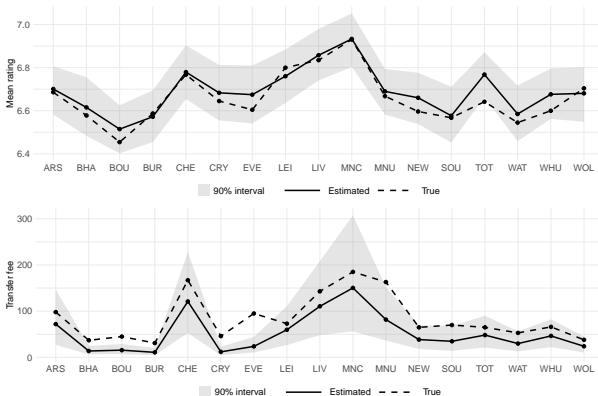 7.0
6.8
6.6
6.4
Mean rating
ARS BHA BOU BUR CHE CRY EVE LEI LIV MNC MNU NEW SOU TOT WAT WHU WOL
90% interval Estimated True
300
200
100
0
Transfer fee
ARS BHA BOU BUR CHE CRY EVE LEI LIV MNC MNU NEW SOU TOT WAT WHU WOL
90% interval Estimated True